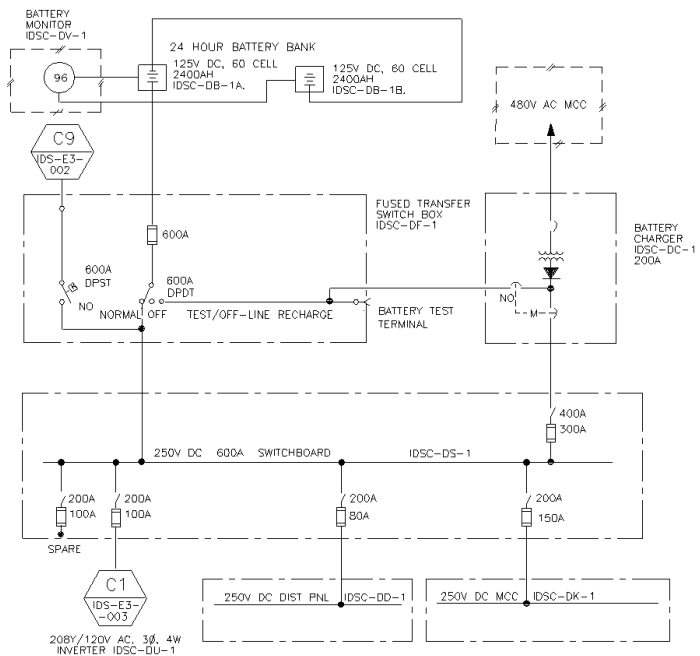 BATTERY
MONITOR
IDSC-DV-1
96
24 HOUR BATTERY BANK
125V DC, 60 CELL
2400AH
IDSC-DB-1A.
125V DC, 60 CELL
2400AH
IDSC-DB-1B.
480V AC MCC
C9
IDS-E3-
002
600A
FUSED TRANSFER
SWITCH BOX
IDSC-DF-1
BATTERY
CHARGER
IDSC-DC-1
200A
600A
DPST
NO
600A
DPDT
NORMAL OFF TEST/OFF-LINE RECHARGE
BATTERY TEST
TERMINAL
NO
M
400A
300A
250V DC 600A SWITCHBOARD IDSC-DS-1
200A
100A
SPARE
200A
100A
200A
80A
200A
150A
C1
IDS-E3-
-003
208Y/120V AC, 3Ø, 4W
INVERTER IDSC-DU-1
250V DC DIST PNL IDSC-DD-1
250V DC MCC IDSC-DK-1